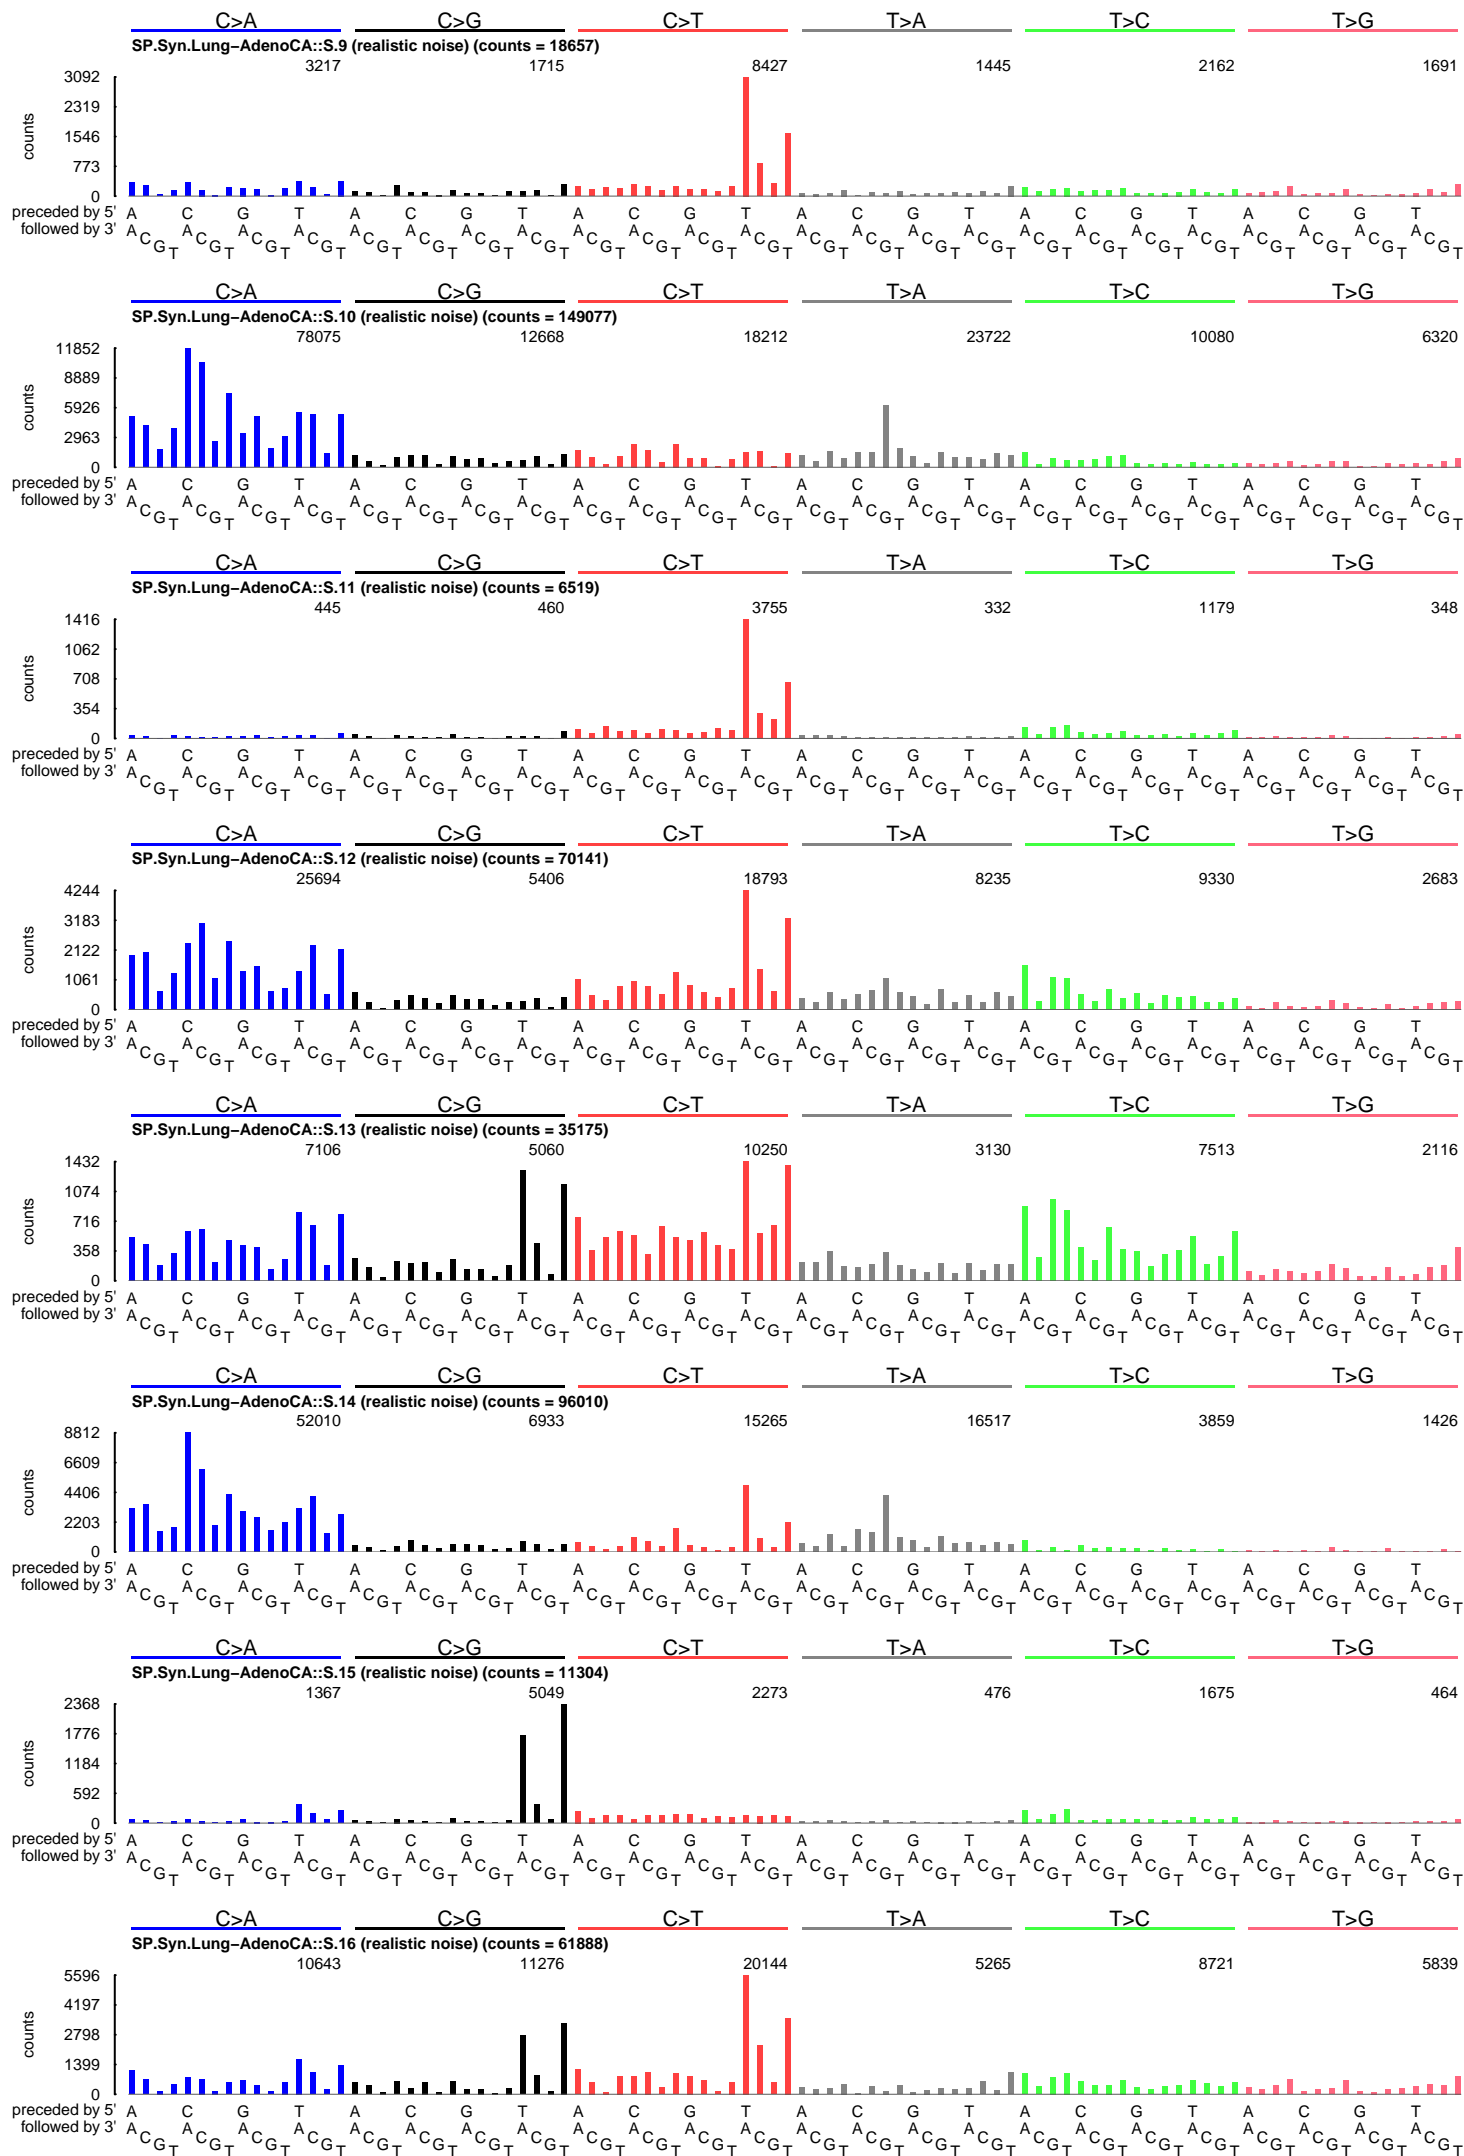 C>A C>G C>T T>A T>C T>G
SP.Syn.Lung−AdenoCA::S.9 (realistic noise) (counts = 18657)
3217 1715 8427 1445 2162 1691
3092
2319
1546
773
0
counts
preceded by 5' A C G T A C G T A C G T A C G T A C G T A C G T
followed by 3' A C G T A C G T A C G T A C G T A C G T A C G T A C G T A C G T A C G T A C G T A C G T A C G T A C G T A C G T A C G T A C G T A C G T A C G T A C G T A C G T A C G T A C G T A C G T A C G T
C>A C>G C>T T>A T>C T>G
SP.Syn.Lung−AdenoCA::S.10 (realistic noise) (counts = 149077)
78075 12668 18212 23722 10080 6320
11852
8889
5926
2963
0
counts
preceded by 5' A C G T A C G T A C G T A C G T A C G T A C G T
followed by 3' A C G T A C G T A C G T A C G T A C G T A C G T A C G T A C G T A C G T A C G T A C G T A C G T A C G T A C G T A C G T A C G T A C G T A C G T A C G T A C G T A C G T A C G T A C G T A C G T
C>A C>G C>T T>A T>C T>G
SP.Syn.Lung−AdenoCA::S.11 (realistic noise) (counts = 6519)
445 460 3755 332 1179 348
1416
1062
708
354
0
counts
preceded by 5' A C G T A C G T A C G T A C G T A C G T A C G T
followed by 3' A C G T A C G T A C G T A C G T A C G T A C G T A C G T A C G T A C G T A C G T A C G T A C G T A C G T A C G T A C G T A C G T A C G T A C G T A C G T A C G T A C G T A C G T A C G T A C G T
C>A C>G C>T T>A T>C T>G
SP.Syn.Lung−AdenoCA::S.12 (realistic noise) (counts = 70141)
25694 5406 18793 8235 9330 2683
4244
3183
2122
1061
0
counts
preceded by 5' A C G T A C G T A C G T A C G T A C G T A C G T
followed by 3' A C G T A C G T A C G T A C G T A C G T A C G T A C G T A C G T A C G T A C G T A C G T A C G T A C G T A C G T A C G T A C G T A C G T A C G T A C G T A C G T A C G T A C G T A C G T A C G T
C>A C>G C>T T>A T>C T>G
SP.Syn.Lung−AdenoCA::S.13 (realistic noise) (counts = 35175)
7106 5060 10250 3130 7513 2116
1432
1074
716
358
0
counts
preceded by 5' A C G T A C G T A C G T A C G T A C G T A C G T
followed by 3' A C G T A C G T A C G T A C G T A C G T A C G T A C G T A C G T A C G T A C G T A C G T A C G T A C G T A C G T A C G T A C G T A C G T A C G T A C G T A C G T A C G T A C G T A C G T A C G T
C>A C>G C>T T>A T>C T>G
SP.Syn.Lung−AdenoCA::S.14 (realistic noise) (counts = 96010)
52010 6933 15265 16517 3859 1426
8812
6609
4406
2203
0
counts
preceded by 5' A C G T A C G T A C G T A C G T A C G T A C G T
followed by 3' A C G T A C G T A C G T A C G T A C G T A C G T A C G T A C G T A C G T A C G T A C G T A C G T A C G T A C G T A C G T A C G T A C G T A C G T A C G T A C G T A C G T A C G T A C G T A C G T
C>A C>G C>T T>A T>C T>G
SP.Syn.Lung−AdenoCA::S.15 (realistic noise) (counts = 11304)
1367 5049 2273 476 1675 464
2368
1776
1184
592
0
counts
preceded by 5' A C G T A C G T A C G T A C G T A C G T A C G T
followed by 3' A C G T A C G T A C G T A C G T A C G T A C G T A C G T A C G T A C G T A C G T A C G T A C G T A C G T A C G T A C G T A C G T A C G T A C G T A C G T A C G T A C G T A C G T A C G T A C G T
C>A C>G C>T T>A T>C T>G
SP.Syn.Lung−AdenoCA::S.16 (realistic noise) (counts = 61888)
10643 11276 20144 5265 8721 5839
5596
4197
2798
1399
0
counts
preceded by 5' A C G T A C G T A C G T A C G T A C G T A C G T
followed by 3' A C G T A C G T A C G T A C G T A C G T A C G T A C G T A C G T A C G T A C G T A C G T A C G T A C G T A C G T A C G T A C G T A C G T A C G T A C G T A C G T A C G T A C G T A C G T A C G T